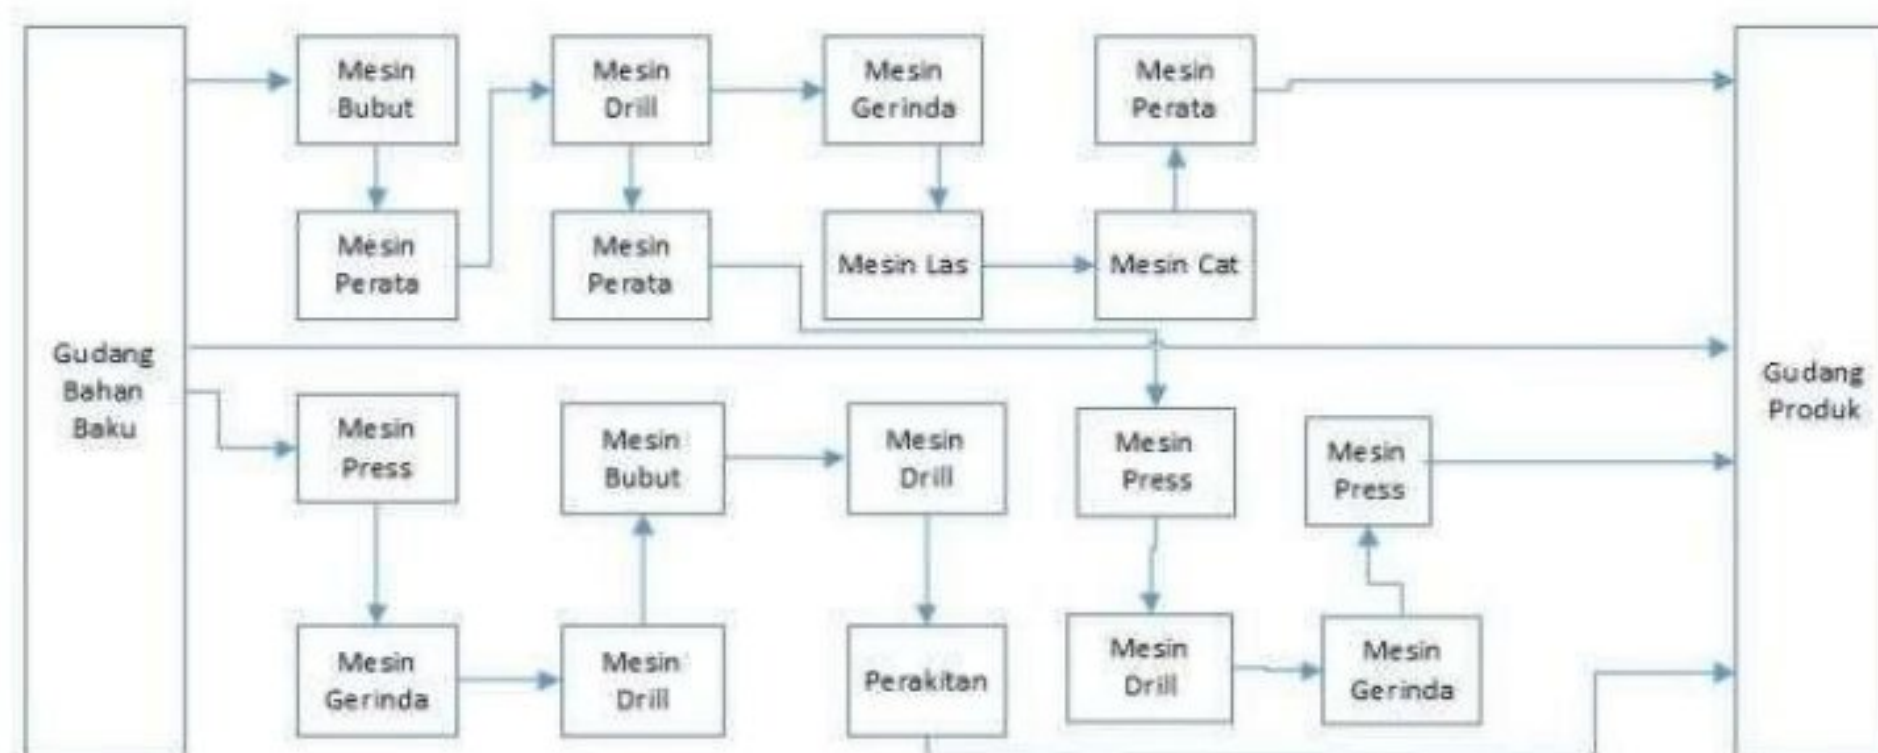 Mesin
Bubut
Mesin
Drill
Mesin
Gerinda
Mesin
Perata
Mesin
Perata
Mesin
Perata
Mesin Las
Mesin Cat
Gudang
Bahan
Baku
Gudang
Produk
Mesin
Press
Mesin
Bubut
Mesin
Drill
Mesin
Press
Mesin
Press
Mesin
Gerinda
Mesin
Drill
Perakitan
Mesin
Drill
Mesin
Gerinda